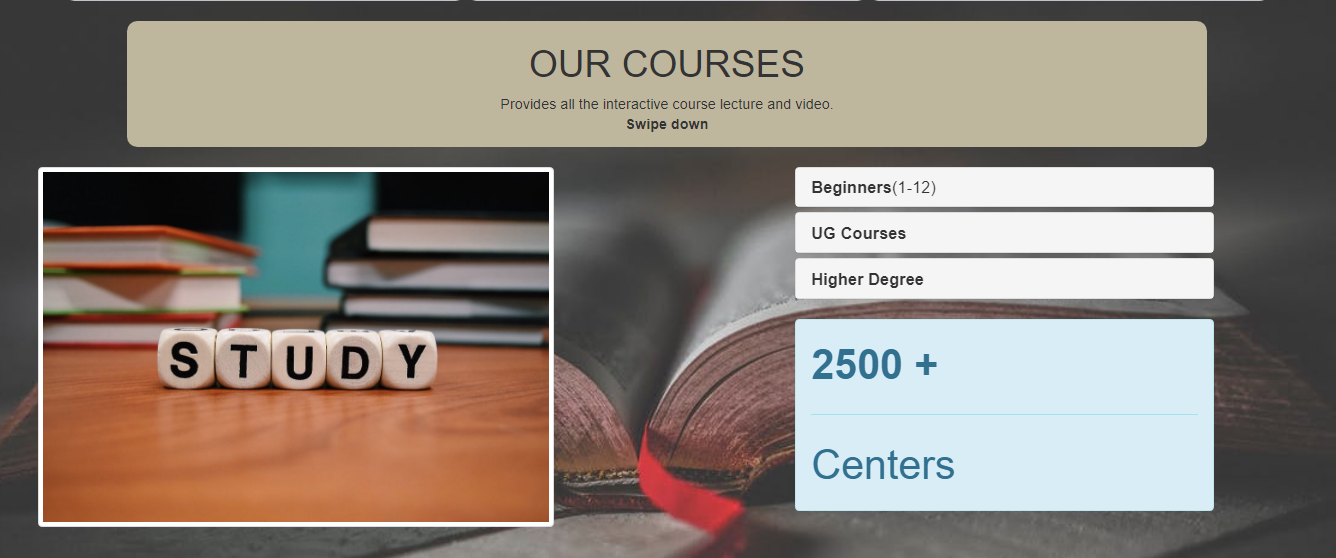 OUR COURSES
Provides all the interactive course lecture and video.
Swipe down
STUDY
Beginners(1-12)
UG Courses
Higher Degree
2500 +
Centers